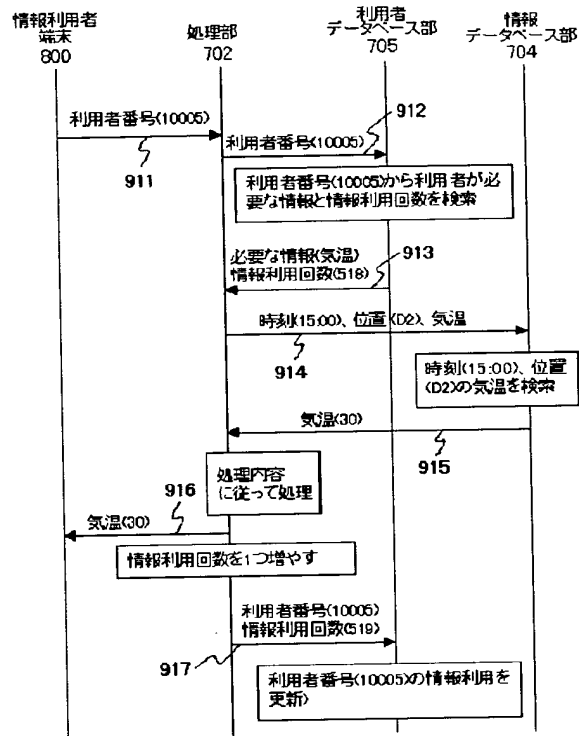 情報利用者
端末
800
処理部
702
利用者
データベース部
705
情報
データベース部
704
利用者番号(10005)
911
912
利用者番号(10005)
利用者番号(10005)から利用者が必
要な情報と情報利用回数を検索
必要な情報(気温)
情報利用回数(518)
913
時刻(15:00)、位置(D2)、気温
914
時刻(15:00)、位置
(D2)の気温を検索
気温(30)
915
処理内容
に従って処理
916
気温(30)
情報利用回数を1つ増やす
利用者番号(10005)
情報利用回数(519)
917
利用者番号(10005)の情報利用を
更新)